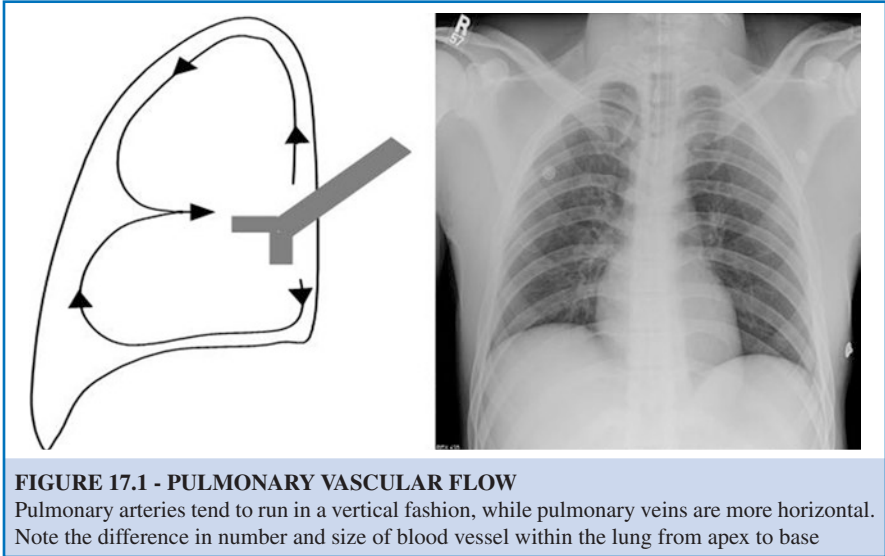 R
57
FIGURE 17.1 - PULMONARY VASCULAR FLOW
Pulmonary arteries tend to run in a vertical fashion, while pulmonary veins are more horizontal.
Note the difference in number and size of blood vessel within the lung from apex to base